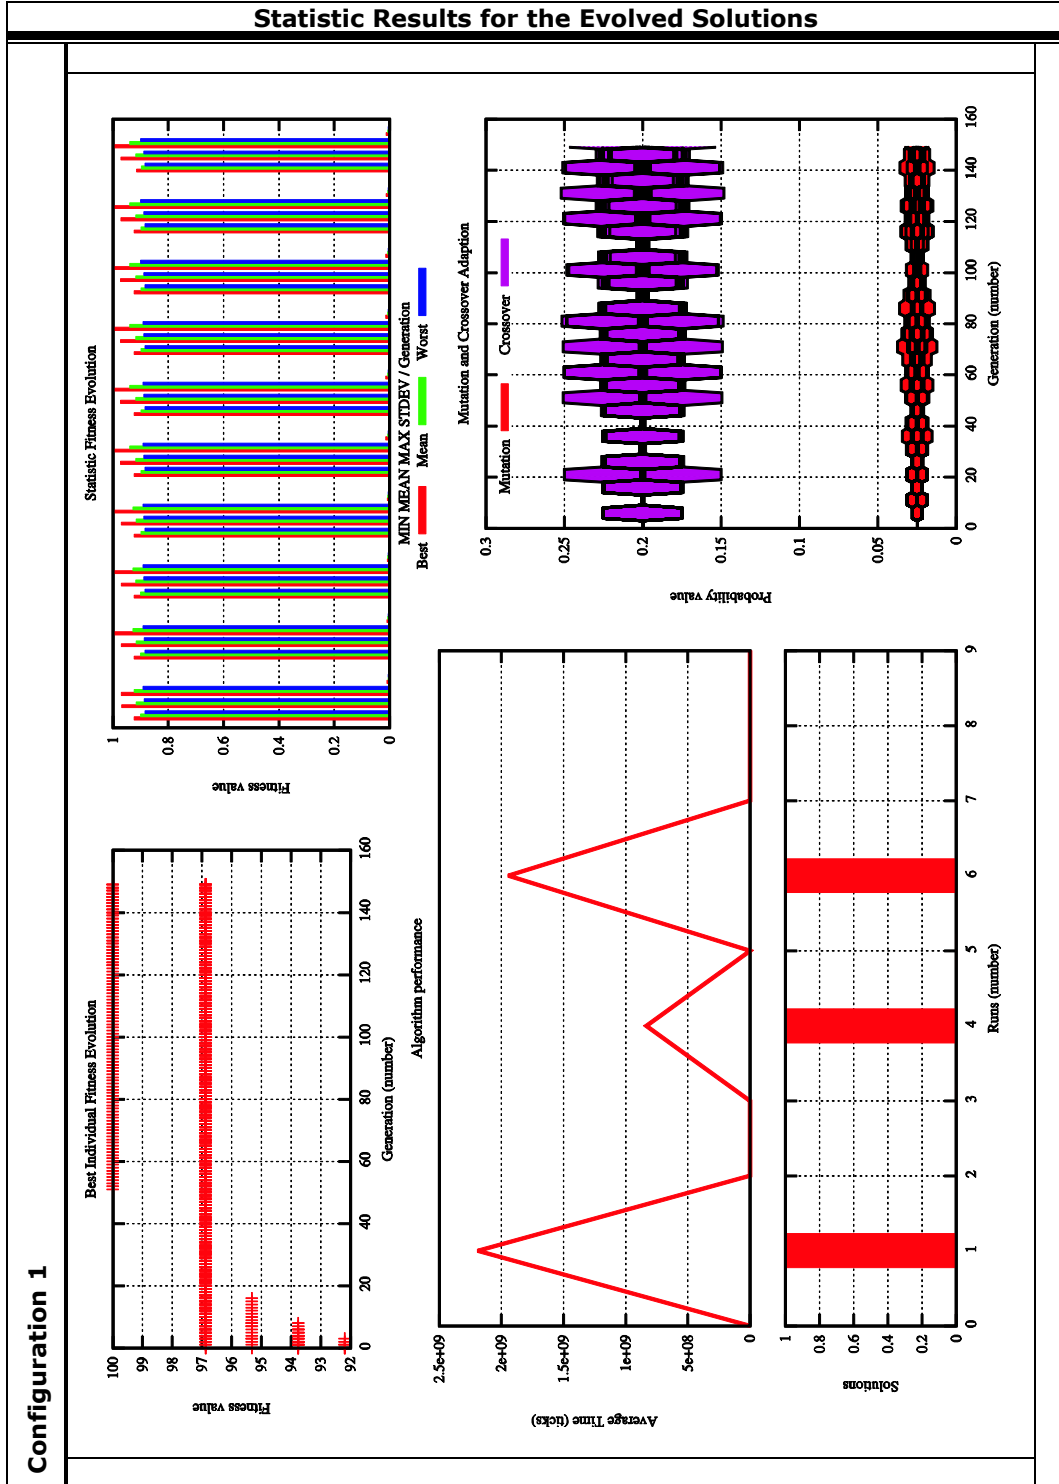 Statistic Results for the Evolved Solutions
Configuration 1
Best Individual Fitness Evolution
Fitness value
100
99
98
97
96
95
94
93
92
0
20
40
60
80
100
120
140
160
Generation (number)
Statistic Fitness Evolution
Fitness value
1
0.8
0.6
0.4
0.2
0
MIN MEAN MAX STDEV / Generation
Best
Mean
Worst
Algorithm performance
Average Time (ticks)
2.5e+09
2e+09
1.5e+09
1e+09
5e+08
0
Solutions
1
0.8
0.6
0.4
0.2
0
0
1
2
3
4
5
6
7
8
9
Runs (number)
Mutation and Crossover Adaption
Mutation
Crossover
Probability value
0.3
0.25
0.2
0.15
0.1
0.05
0
0
20
40
60
80
100
120
140
160
Generation (number)